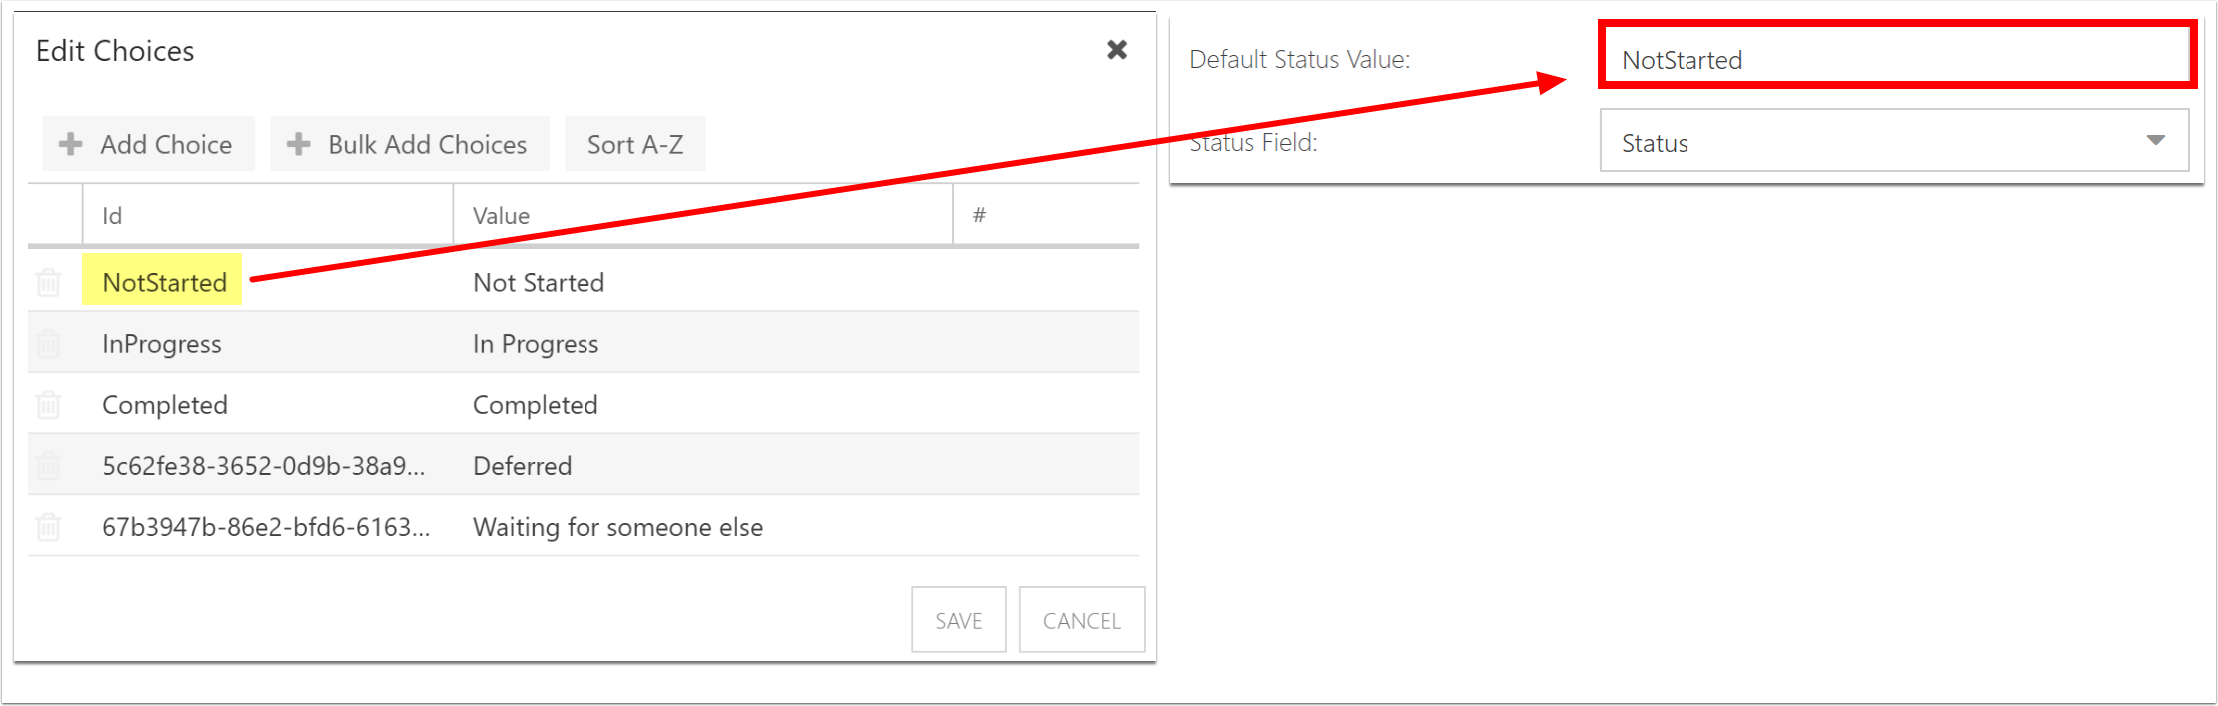 Edit Choices
Add Choice Bulk Add Choices Sort A-Z
Id Value #
NotStarted Not Started
InProgress In Progress
Completed Completed
5c62fe38-3652-0d9b-38a9... Deferred
67b3947b-86e2-bfd6-6163... Waiting for someone else
SAVE CANCEL
Default Status Value: NotStarted
Status Field: Status